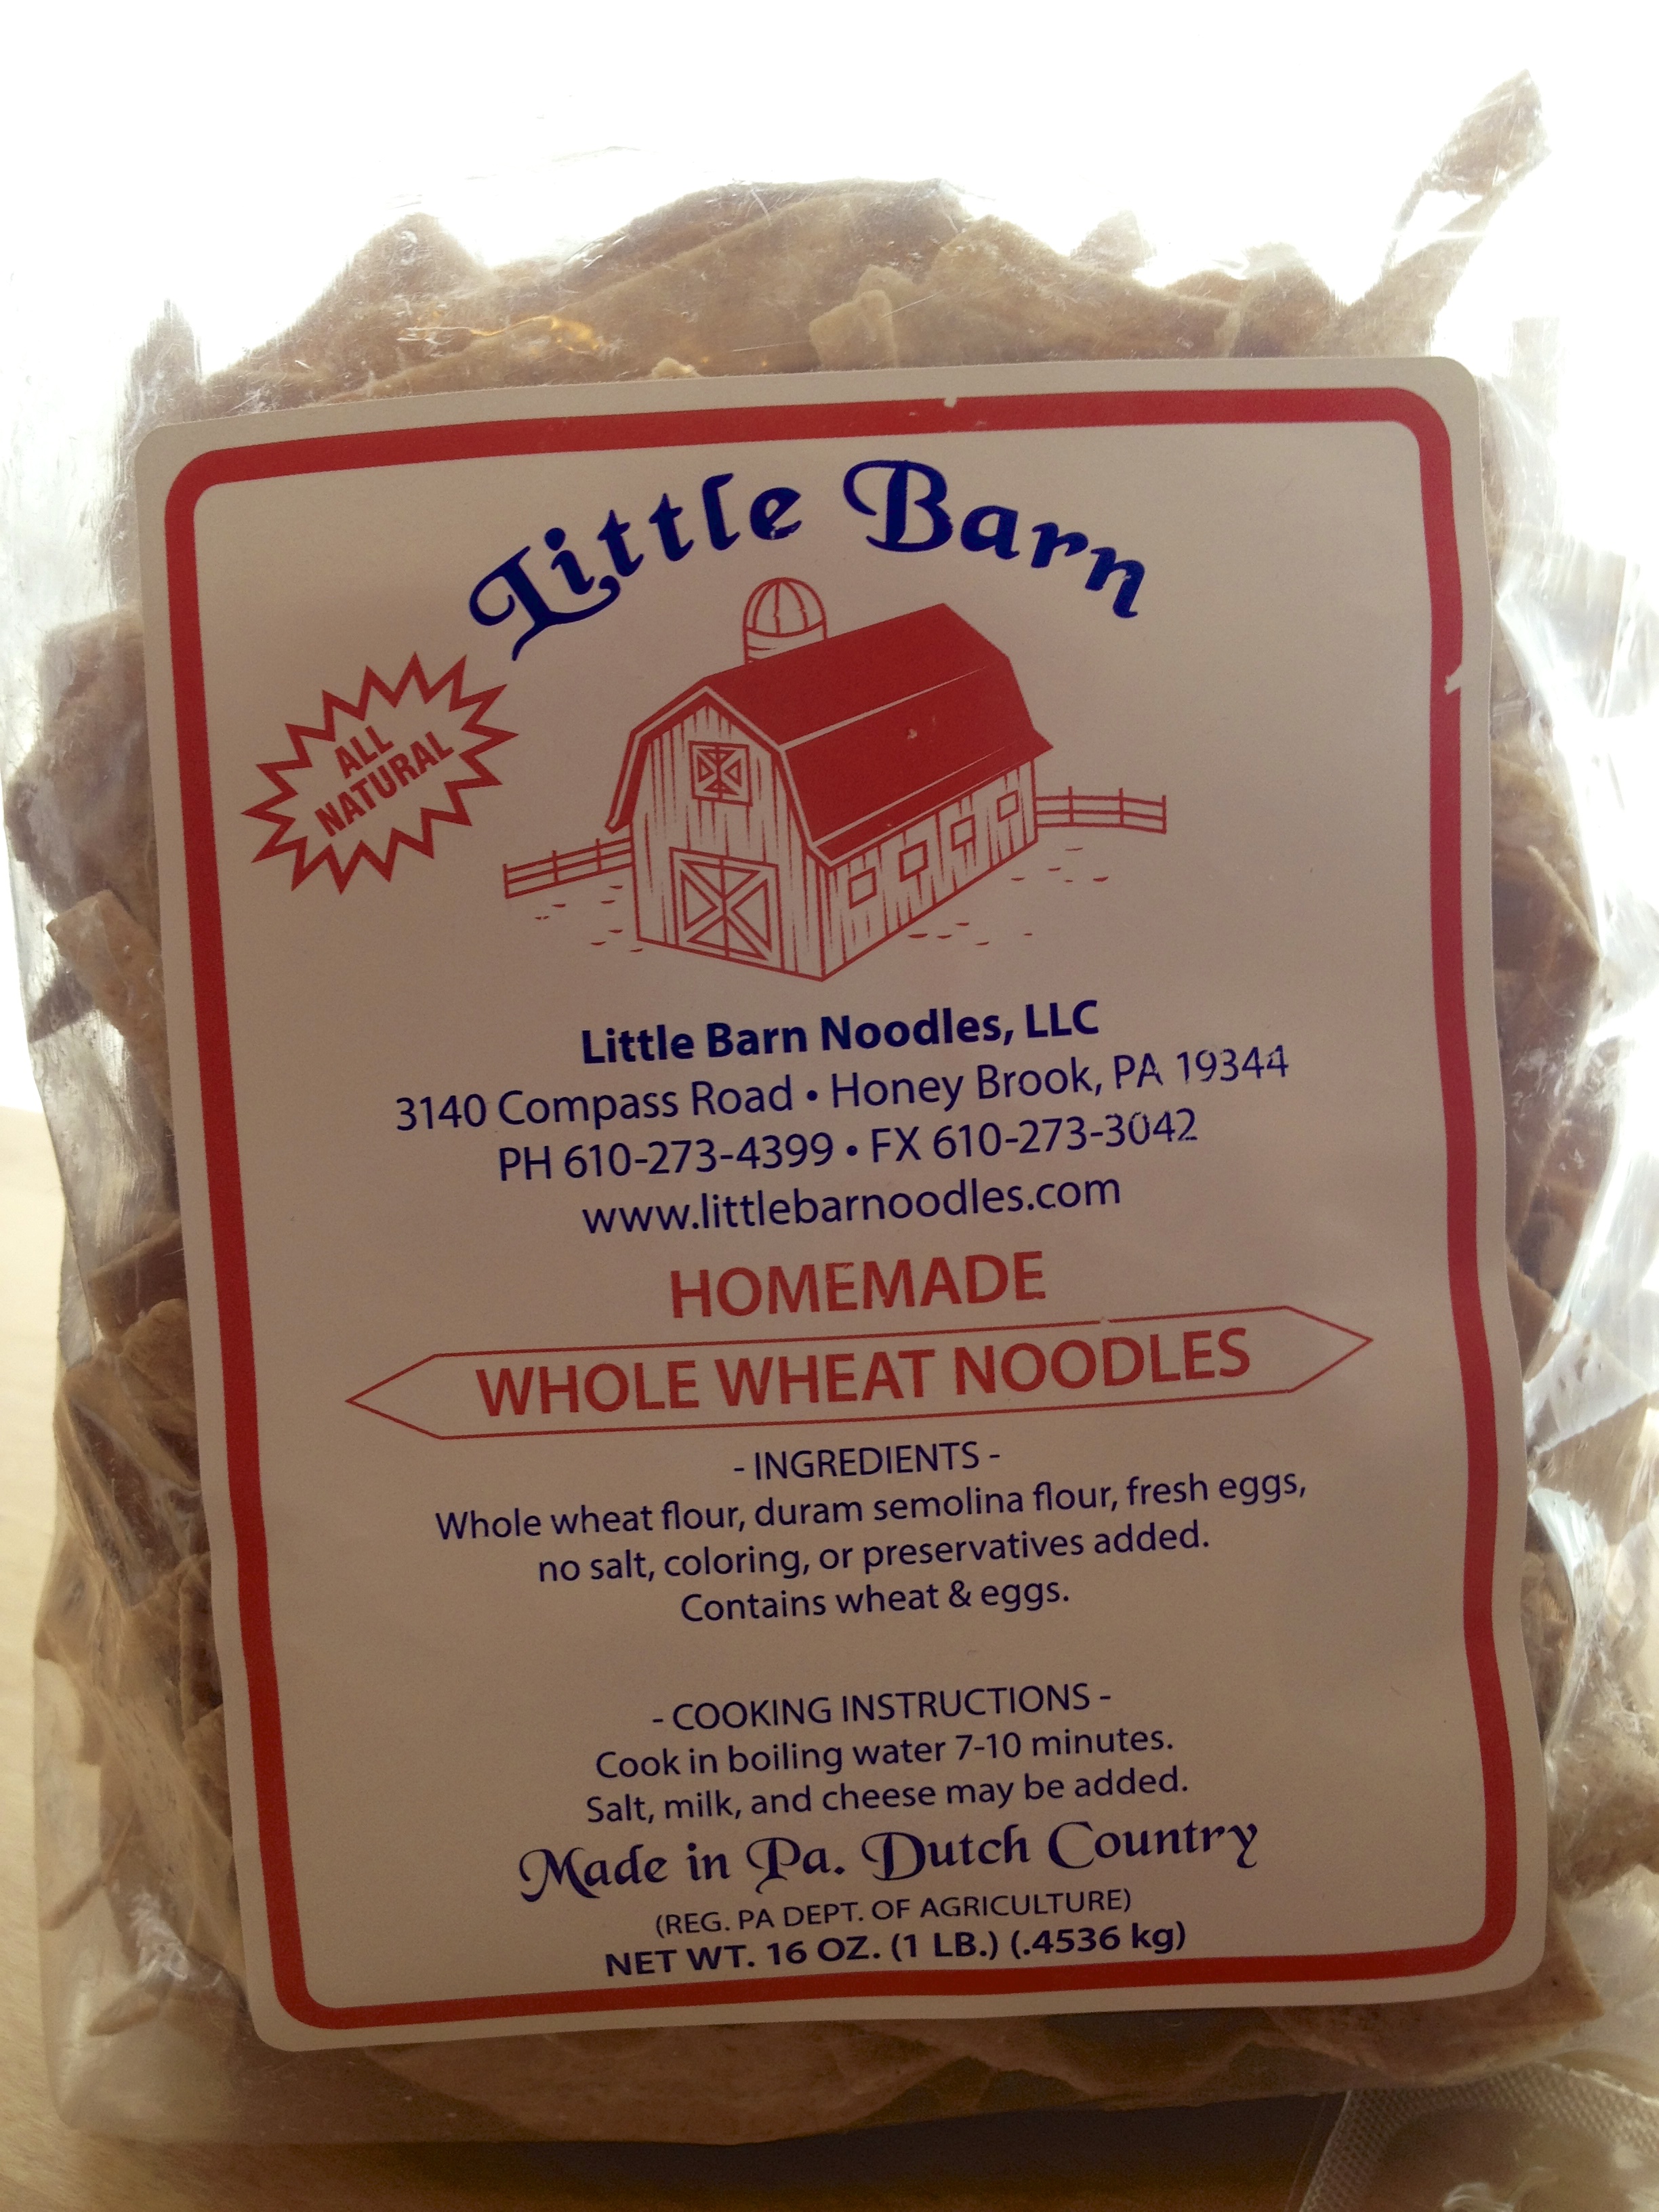 Little Barn
ALL
NATURAL
Little Barn Noodles, LLC
3140 Compass Road • Honey Brook, PA 19344
PH 610-273-4399 • FX 610-273-3042
www.littlebarnoodles.com
HOMEMADE
WHOLE WHEAT NOODLES
- INGREDIENTS -
Whole wheat flour, duram semolina flour, fresh eggs,
no salt, coloring, or preservatives added.
Contains wheat & eggs.
- COOKING INSTRUCTIONS -
Cook in boiling water 7-10 minutes.
Salt, milk, and cheese may be added.
Made in Pa. Dutch Country
(REG. PA DEPT. OF AGRICULTURE)
NET WT. 16 OZ. (1 LB.) (.4536 kg)